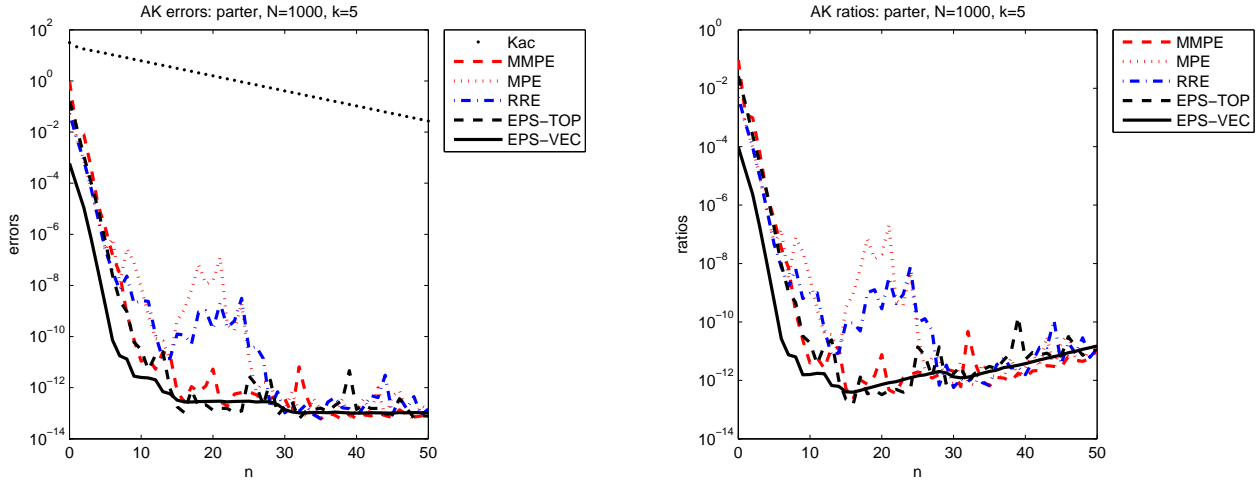 AK errors: parter, N=1000, k=5
10^2
10^0
10^−2
10^−4
10^−6
10^−8
10^−10
10^−12
10^−14
errors
0 10 20 30 40 50
n
Kac
MMPE
MPE
RRE
EPS−TOP
EPS−VEC
AK ratios: parter, N=1000, k=5
10^0
10^−2
10^−4
10^−6
10^−8
10^−10
10^−12
10^−14
ratios
0 10 20 30 40 50
n
MMPE
MPE
RRE
EPS−TOP
EPS−VEC